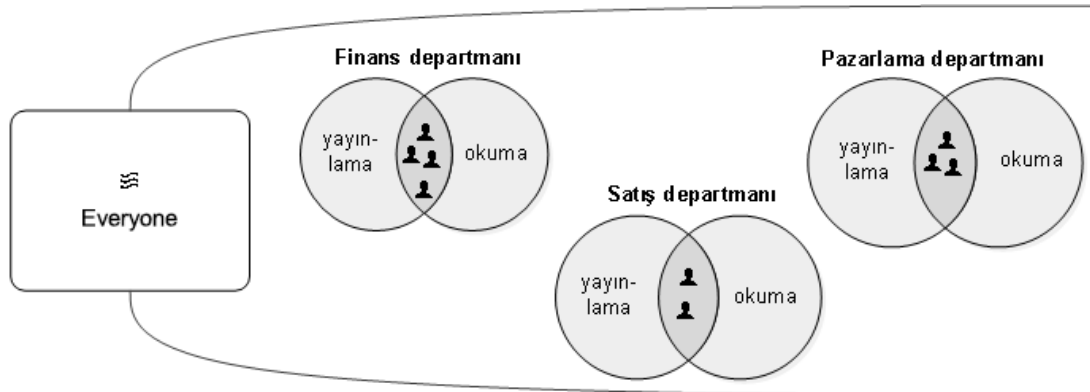 Everyone
Finans departmanı
yayın-
lama
okuma
Satış departmanı
yayın-
lama
okuma
Pazarlama departmanı
yayın-
lama
okuma